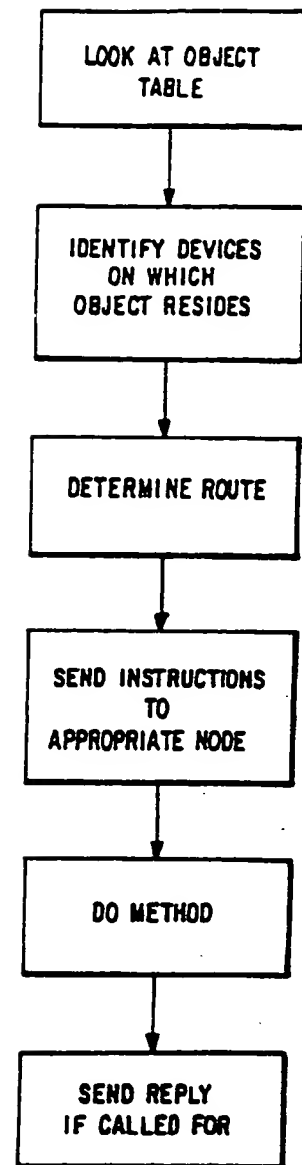 LOOK AT OBJECT
TABLE
IDENTIFY DEVICES
ON WHICH
OBJECT RESIDES
DETERMINE ROUTE
SEND INSTRUCTIONS
TO
APPROPRIATE NODE
DO METHOD
SEND REPLY
IF CALLED FOR